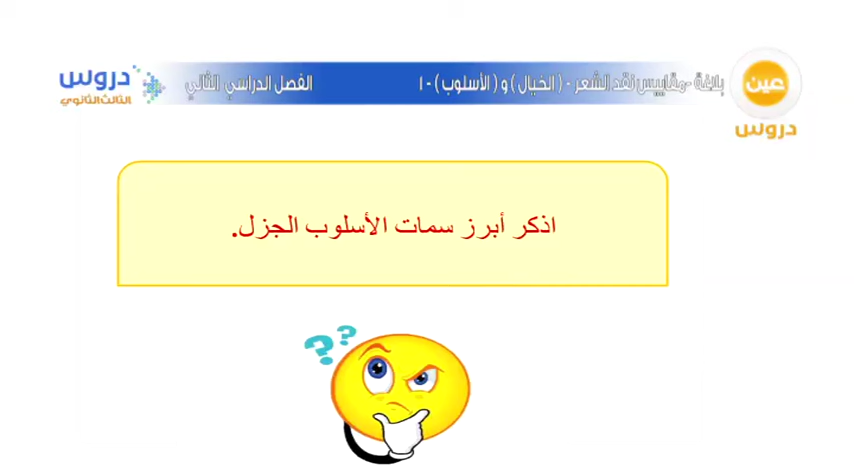 عين
دروس
بلاغة -مقاييس نقد الشعر - ( الخيال ) و ( الأسلوب ) -١
الفصل الدراسي الثاني
دروس
الثالث الثانوي
اذكر أبرز سمات الأسلوب الجزل.
? ?